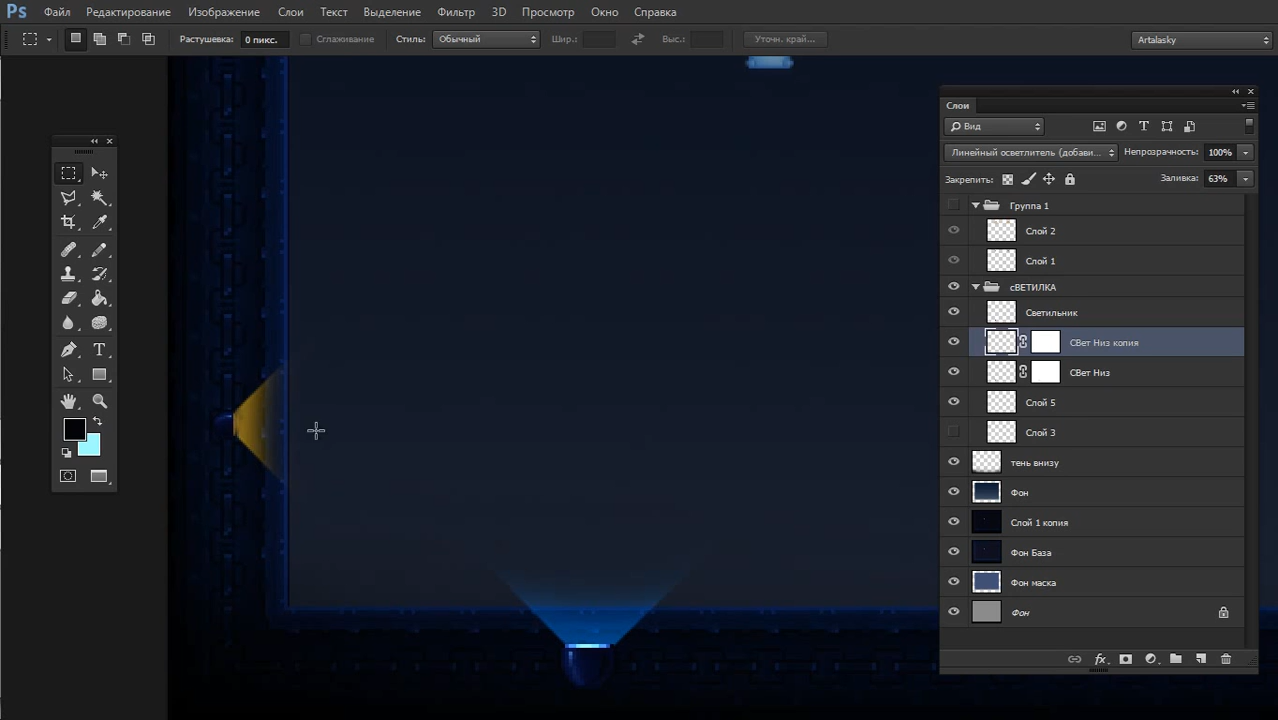 Ps Файл Редактирование Изображение Слои Текст Выделение Фильтр 3D Просмотр Окно Справка
Растушевка: 0 пикс. Сглаживание Стиль: Обычный Шир.: Выс.: Уточн. край... Artalasky
Слои
Вид
Линейный осветлитель (добави... Непрозрачность: 100%
Закрепить: Заливка: 63%
Группа 1
Слой 2
Слой 1
сВЕТИЛКА
Светильник
СВет Низ копия
СВет Низ
Слой 5
Слой 3
тень внизу
Фон
Слой 1 копия
Фон База
Фон маска
Фон